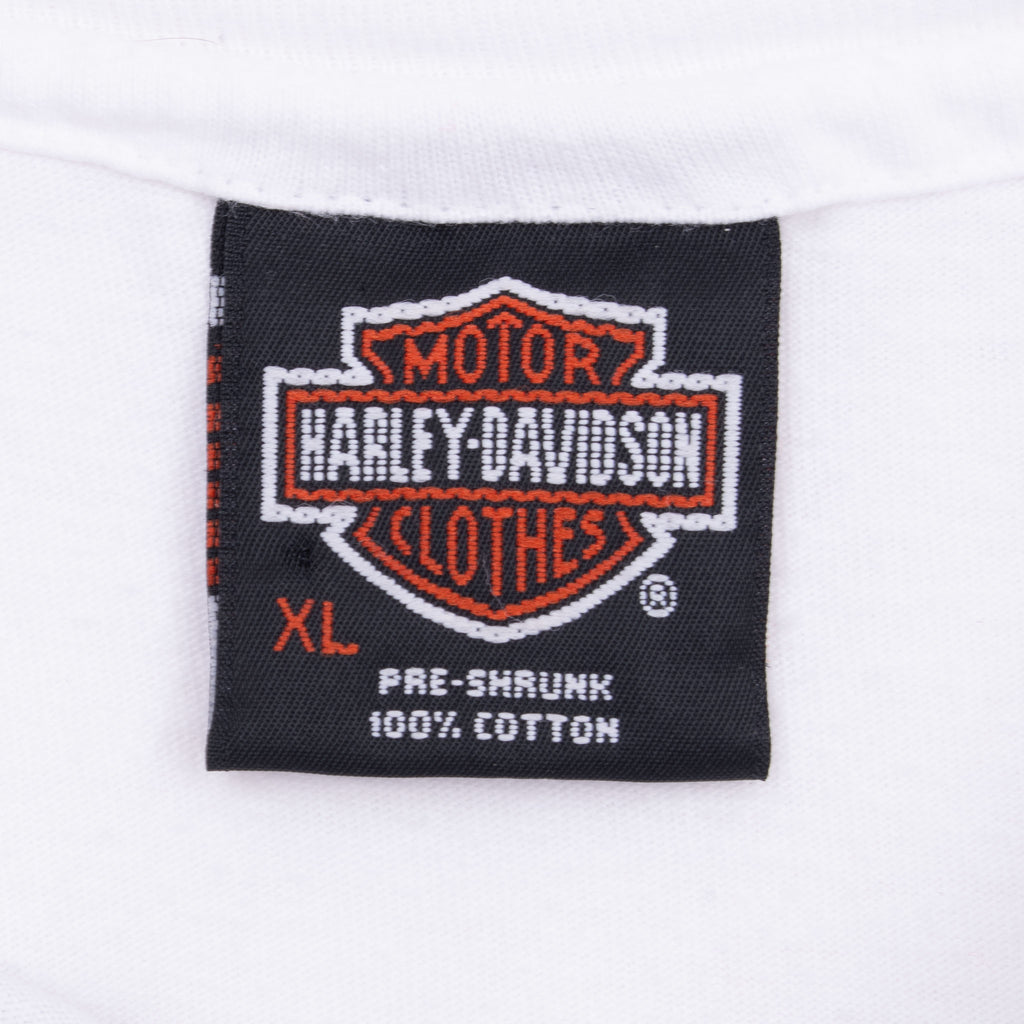 MOTOR
HARLEY-DAVIDSON
CLOTHES
®
XL
PRE-SHRUNK
100% COTTON